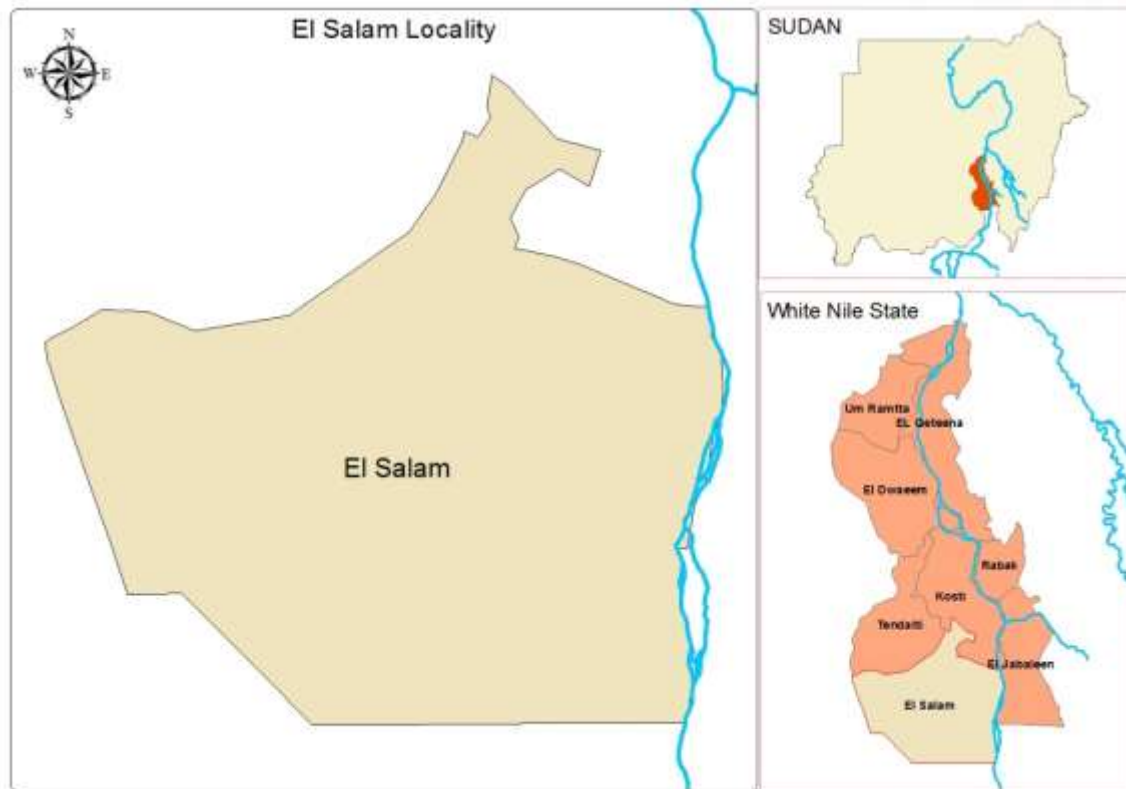 El Salam Locality
N
W E
S
El Salam
SUDAN
White Nile State
Um Ramtta
EL Geteena
El Dwaeem
Rabak
Kosti
Tendalti
El Jabaleen
El Salam